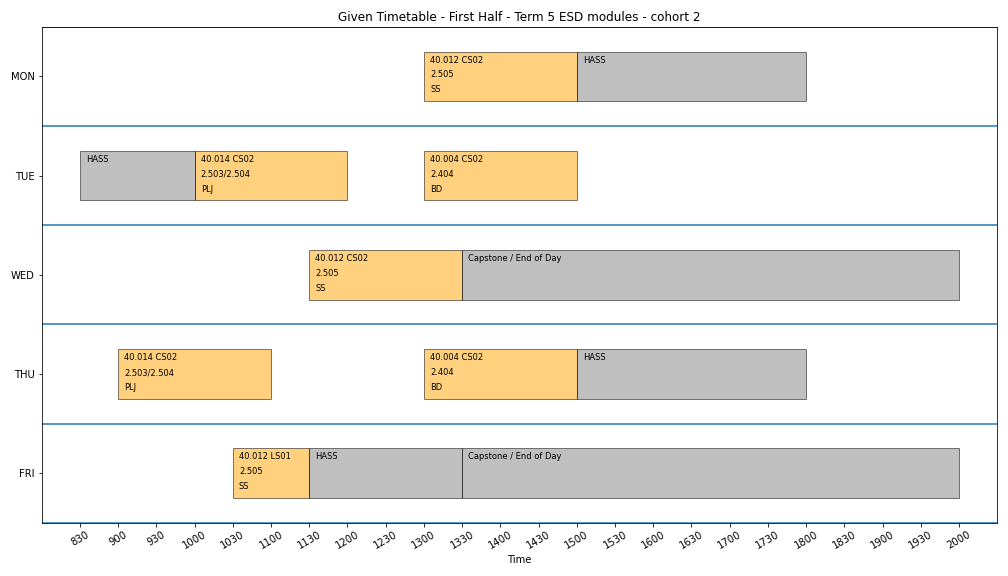 Given Timetable - First Half - Term 5 ESD modules - cohort 2
MON
40.012 CS02
2.505
SS
HASS
TUE
HASS
40.014 CS02
2.503/2.504
PLJ
40.004 CS02
2.404
BD
WED
40.012 CS02
2.505
SS
Capstone / End of Day
THU
40.014 CS02
2.503/2.504
PLJ
40.004 CS02
2.404
BD
HASS
FRI
40.012 LS01
2.505
SS
HASS
Capstone / End of Day
830 900 930 1000 1030 1100 1130 1200 1230 1300 1330 1400 1430 1500 1600 1630 1700 1730 1800 1830 1900 1930 2000
Time